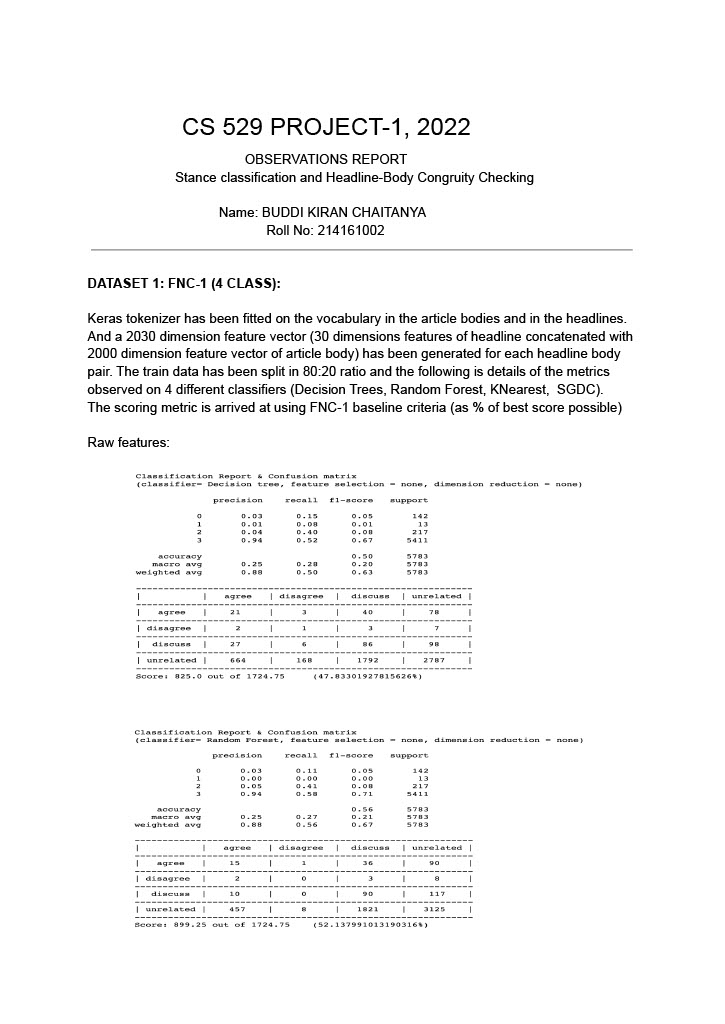 CS 529 PROJECT-1, 2022
OBSERVATIONS REPORT
Stance classification and Headline-Body Congruity Checking
Name: BUDDI KIRAN CHAITANYA
Roll No: 214161002
DATASET 1: FNC-1 (4 CLASS):
Keras tokenizer has been fitted on the vocabulary in the article bodies and in the headlines.
And a 2030 dimension feature vector (30 dimensions features of headline concatenated with
2000 dimension feature vector of article body) has been generated for each headline body
pair. The train data has been split in 80:20 ratio and the following is details of the metrics
observed on 4 different classifiers (Decision Trees, Random Forest, KNearest, SGDC).
The scoring metric is arrived at using FNC-1 baseline criteria (as % of best score possible)
Raw features:
Classification Report & Confusion matrix
(classifier= Decision tree, feature selection = none, dimension reduction = none)
precision recall f1-score support
0 0.03 0.15 0.05 142
1 0.01 0.08 0.01 13
2 0.04 0.40 0.08 217
3 0.94 0.52 0.67 5411
accuracy 0.50 5783
macro avg 0.25 0.28 0.20 5783
weighted avg 0.88 0.50 0.63 5783
| | agree | disagree | discuss | unrelated |
| agree | 21 | 3 | 40 | 78 |
| disagree | 2 | 1 | 3 | 7 |
| discuss | 27 | 6 | 86 | 98 |
| unrelated | 664 | 168 | 1792 | 2787 |
Score: 825.0 out of 1724.75 (47.83301927815626%)
Classification Report & Confusion matrix
(classifier= Random Forest, feature selection = none, dimension reduction = none)
precision recall f1-score support
0 0.03 0.11 0.05 142
1 0.00 0.00 0.00 13
2 0.05 0.41 0.08 217
3 0.94 0.58 0.71 5411
accuracy 0.56 5783
macro avg 0.25 0.27 0.21 5783
weighted avg 0.88 0.56 0.67 5783
| | agree | disagree | discuss | unrelated |
| agree | 15 | 1 | 36 | 90 |
| disagree | 2 | 0 | 3 | 8 |
| discuss | 10 | 0 | 90 | 117 |
| unrelated | 457 | 8 | 1821 | 3125 |
Score: 899.25 out of 1724.75 (52.13799101319031​6%)